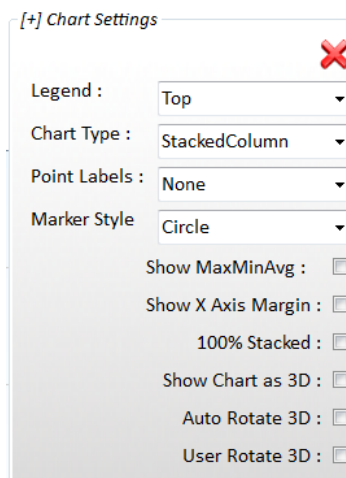 [+] Chart Settings
Legend : Top
Chart Type : StackedColumn
Point Labels : None
Marker Style Circle
Show MaxMinAvg :
Show X Axis Margin :
100% Stacked :
Show Chart as 3D :
Auto Rotate 3D :
User Rotate 3D :